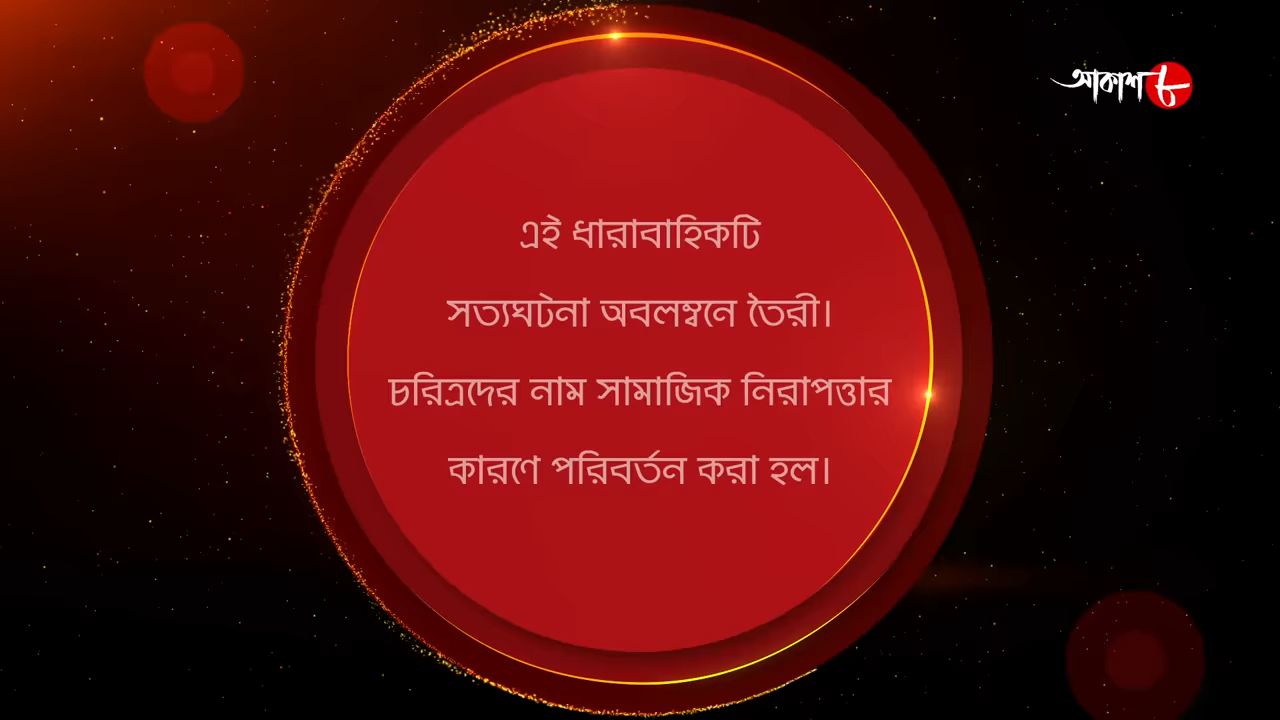 আকাশ ৮
এই ধারাবাহিকটি
সত্যঘটনা অবলম্বনে তৈরী।
চরিত্রদের নাম সামাজিক নিরাপত্তার
কারণে পরিবর্তন করা হল।